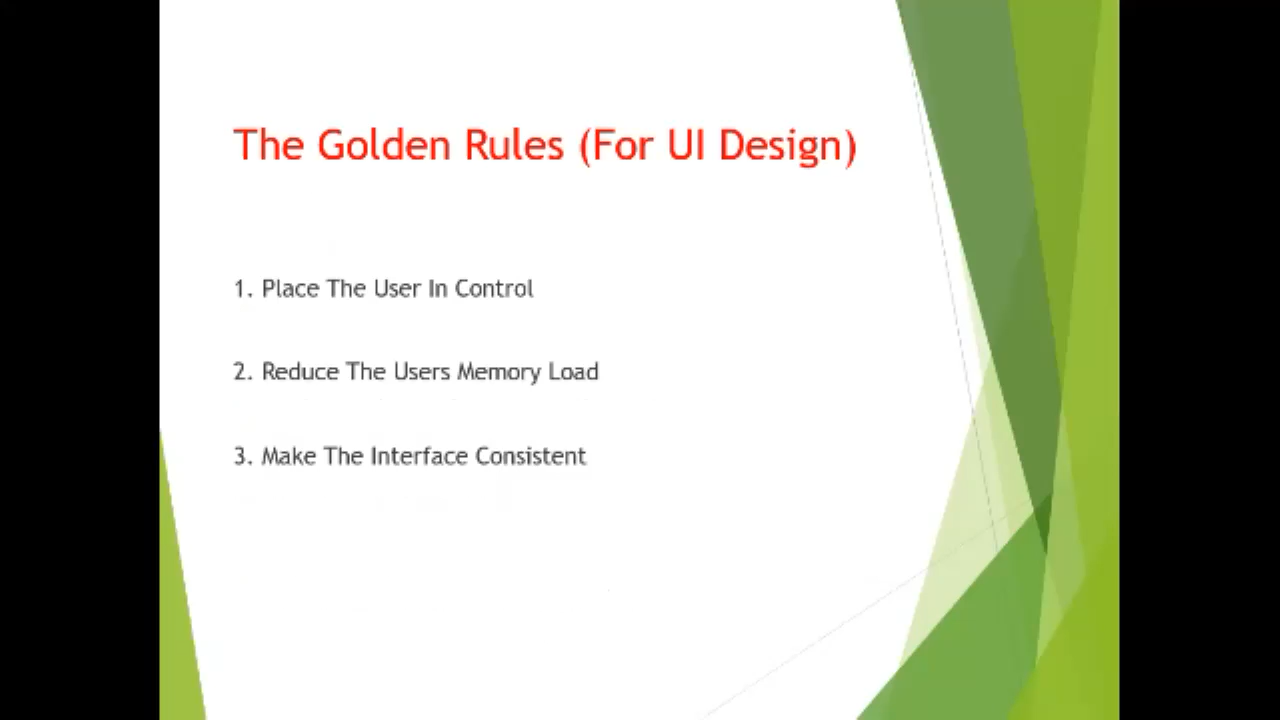 The Golden Rules (For UI Design)
1. Place The User In Control
2. Reduce The Users Memory Load
3. Make The Interface Consistent